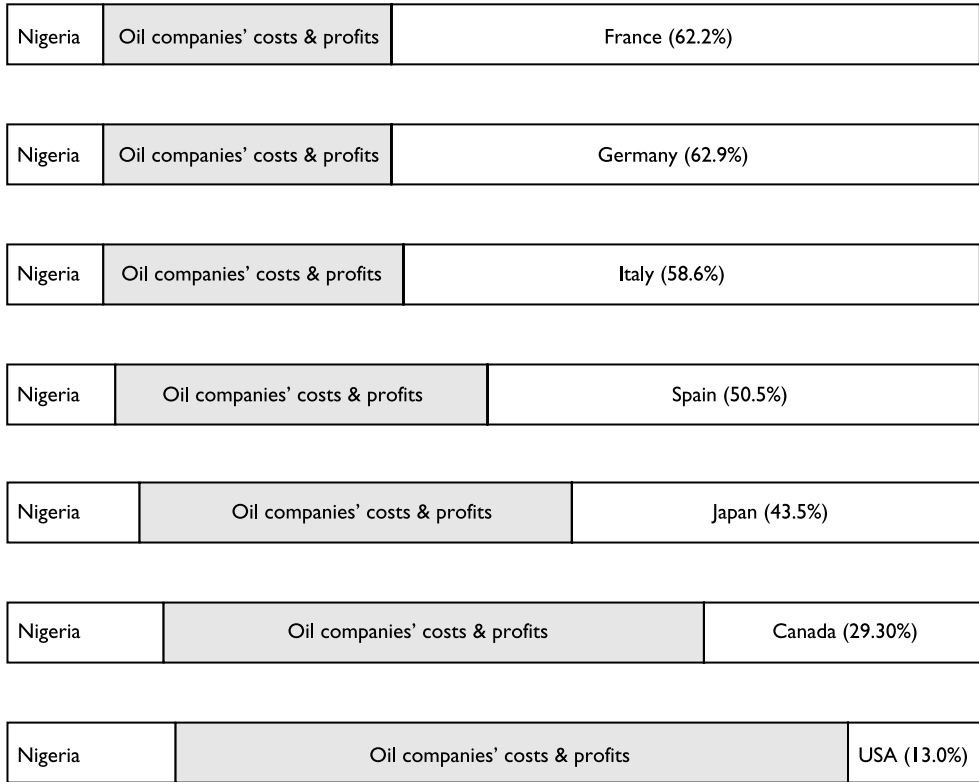 Nigeria Oil companies’ costs & profits France (62.2%)
Nigeria Oil companies’ costs & profits Germany (62.9%)
Nigeria Oil companies’ costs & profits Italy (58.6%)
Nigeria Oil companies’ costs & profits Spain (50.5%)
Nigeria Oil companies’ costs & profits Japan (43.5%)
Nigeria Oil companies’ costs & profits Canada (29.30%)
Nigeria Oil companies’ costs & profits USA (13.0%)